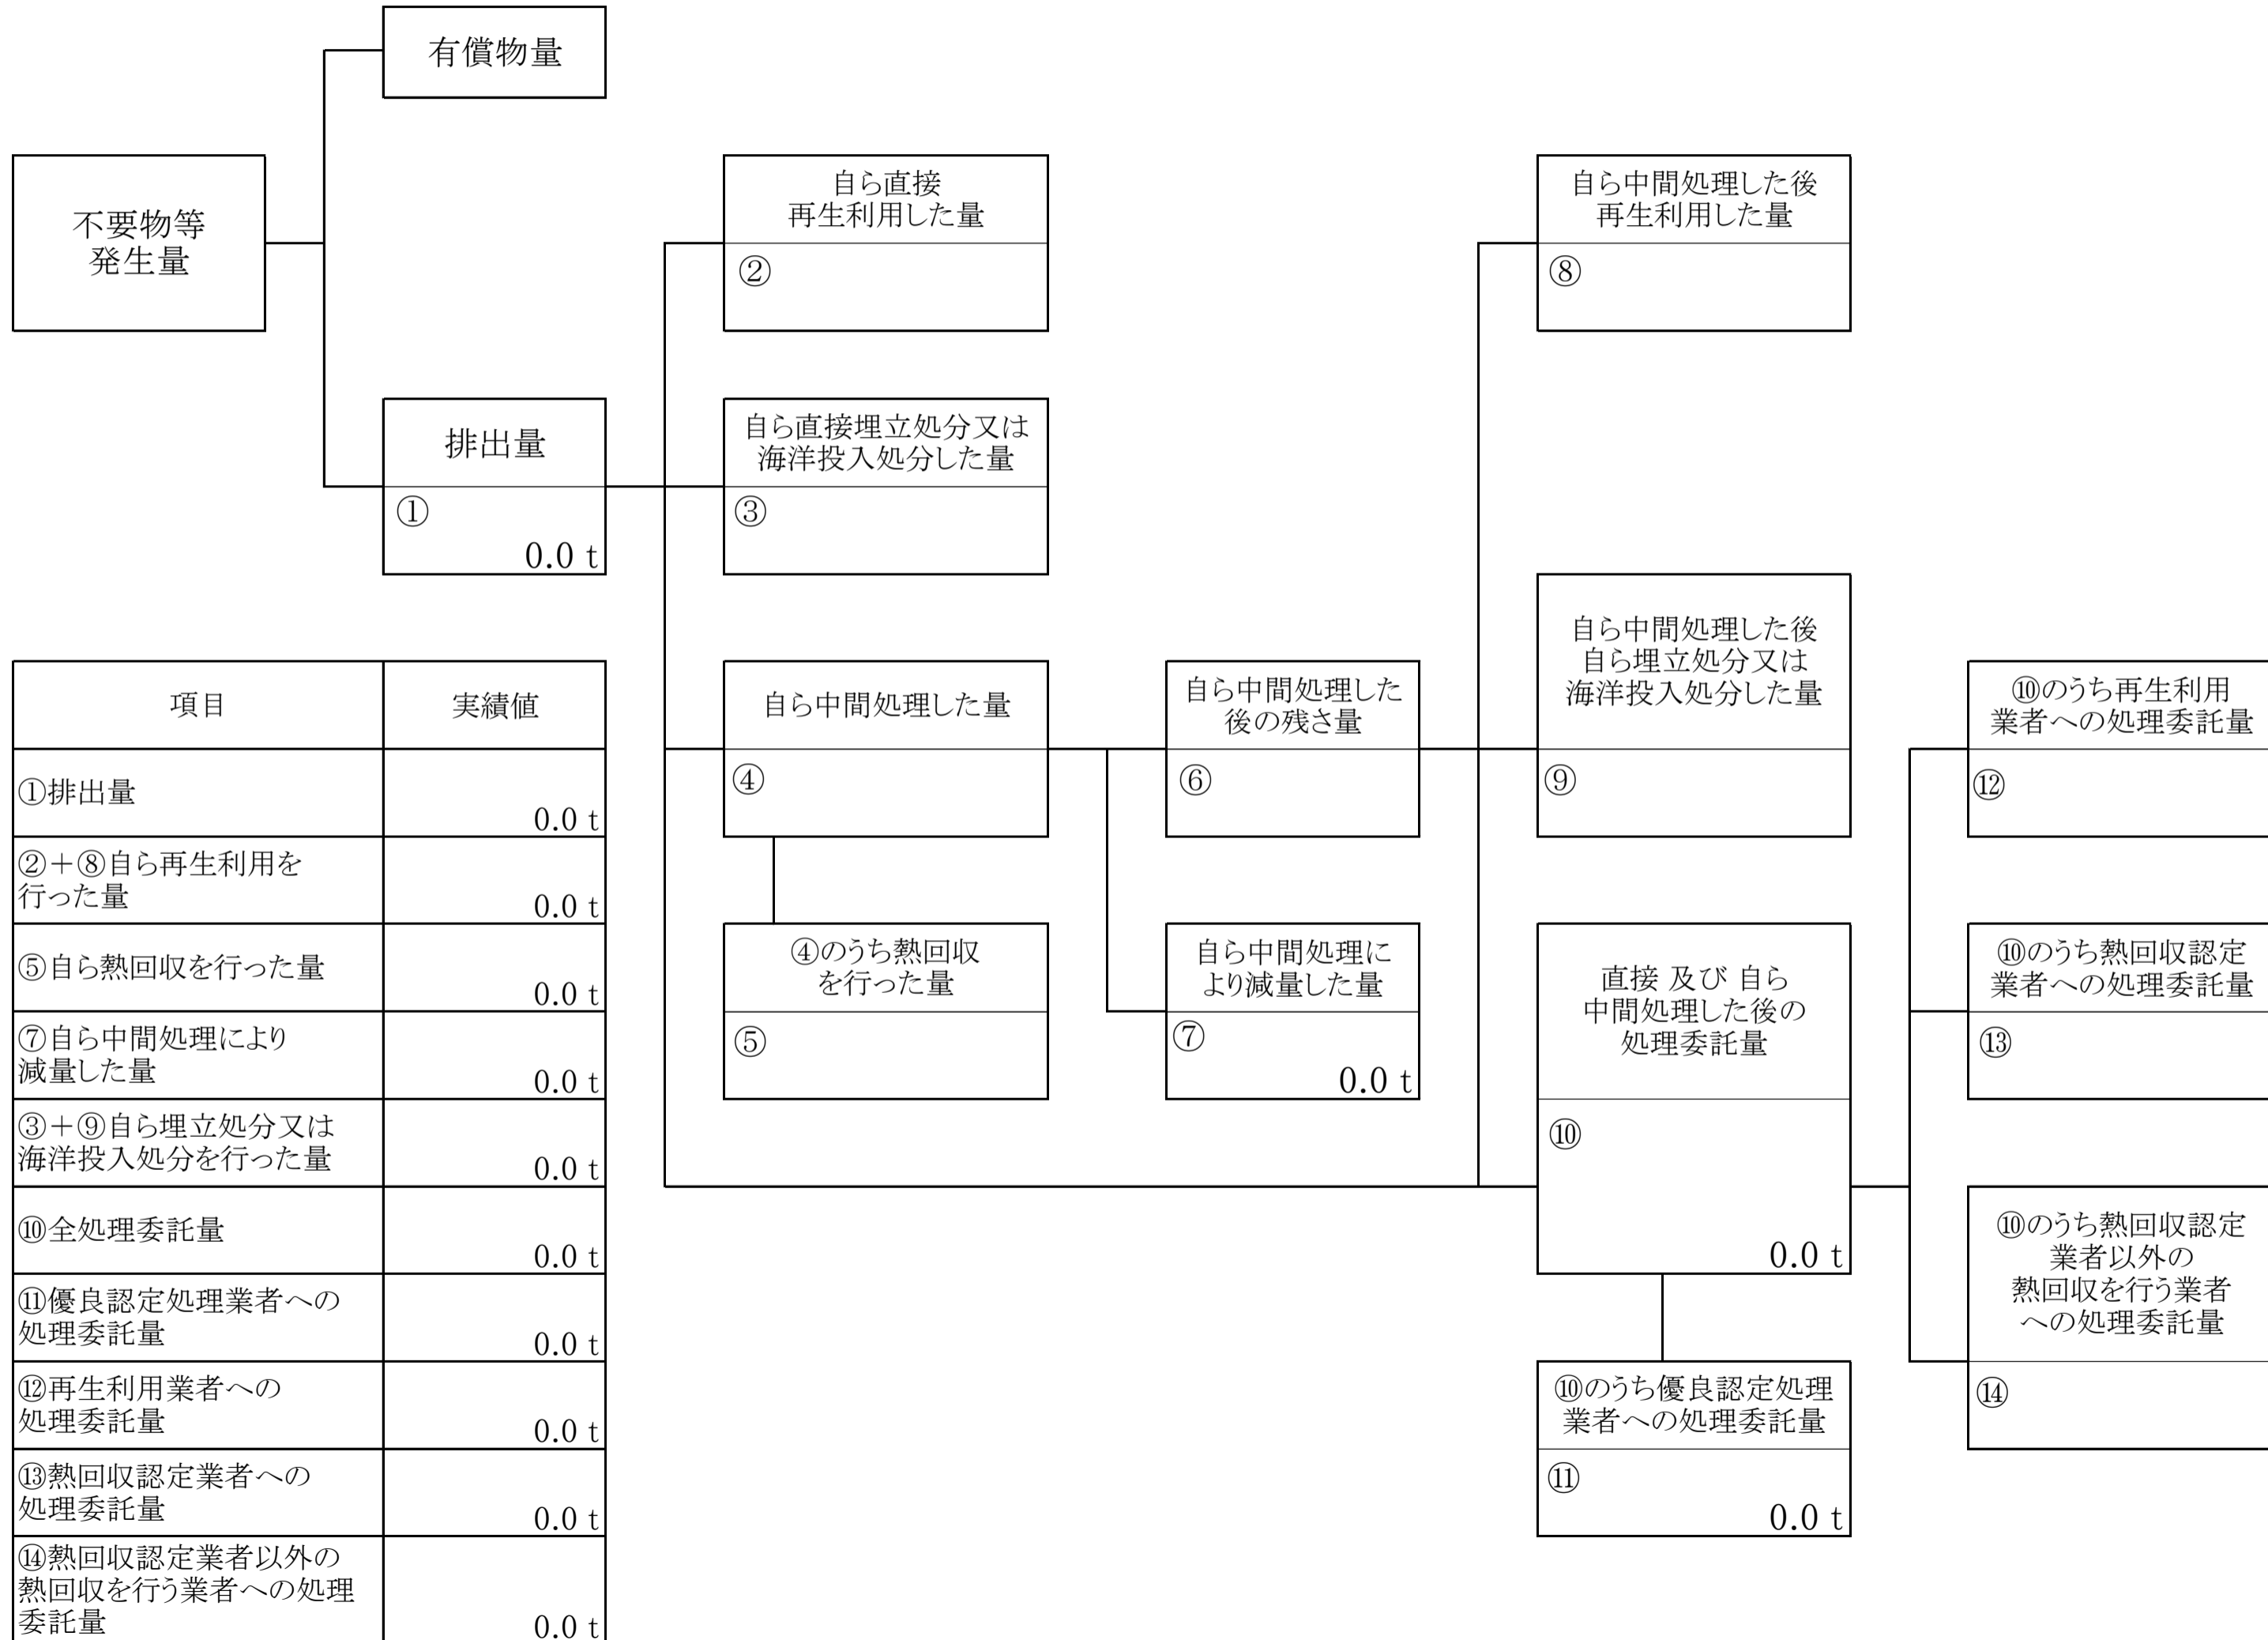 有償物量
不要物等
発生量
自ら直接
再生利用した量
②
自ら中間処理した後
再生利用した量
⑧
排出量
①
0.0 t
自ら直接埋立処分又は
海洋投入処分した量
③
自ら中間処理した量
④
自ら中間処理した
後の残さ量
⑥
自ら中間処理した後
自ら埋立処分又は
海洋投入処分した量
⑨
⑩のうち再生利用
業者への処理委託量
⑫
④のうち熱回収
を行った量
⑤
自ら中間処理に
より減量した量
⑦
0.0 t
直接 及び 自ら
中間処理した後の
処理委託量
⑩
0.0 t
⑩のうち熱回収認定
業者への処理委託量
⑬
⑩のうち熱回収認定
業者以外の
熱回収を行う業者
への処理委託量
⑭
⑩のうち優良認定処理
業者への処理委託量
⑪
0.0 t
項目 実績値
①排出量
0.0 t
②+⑧自ら再生利用を
行った量
0.0 t
⑤自ら熱回収を行った量
0.0 t
⑦自ら中間処理により
減量した量
0.0 t
③+⑨自ら埋立処分又は
海洋投入処分を行った量
0.0 t
⑩全処理委託量
0.0 t
⑪優良認定処理業者への
処理委託量
0.0 t
⑫再生利用業者への
処理委託量
0.0 t
⑬熱回収認定業者への
処理委託量
0.0 t
⑭熱回収認定業者以外の
熱回収を行う業者への処理
委託量
0.0 t